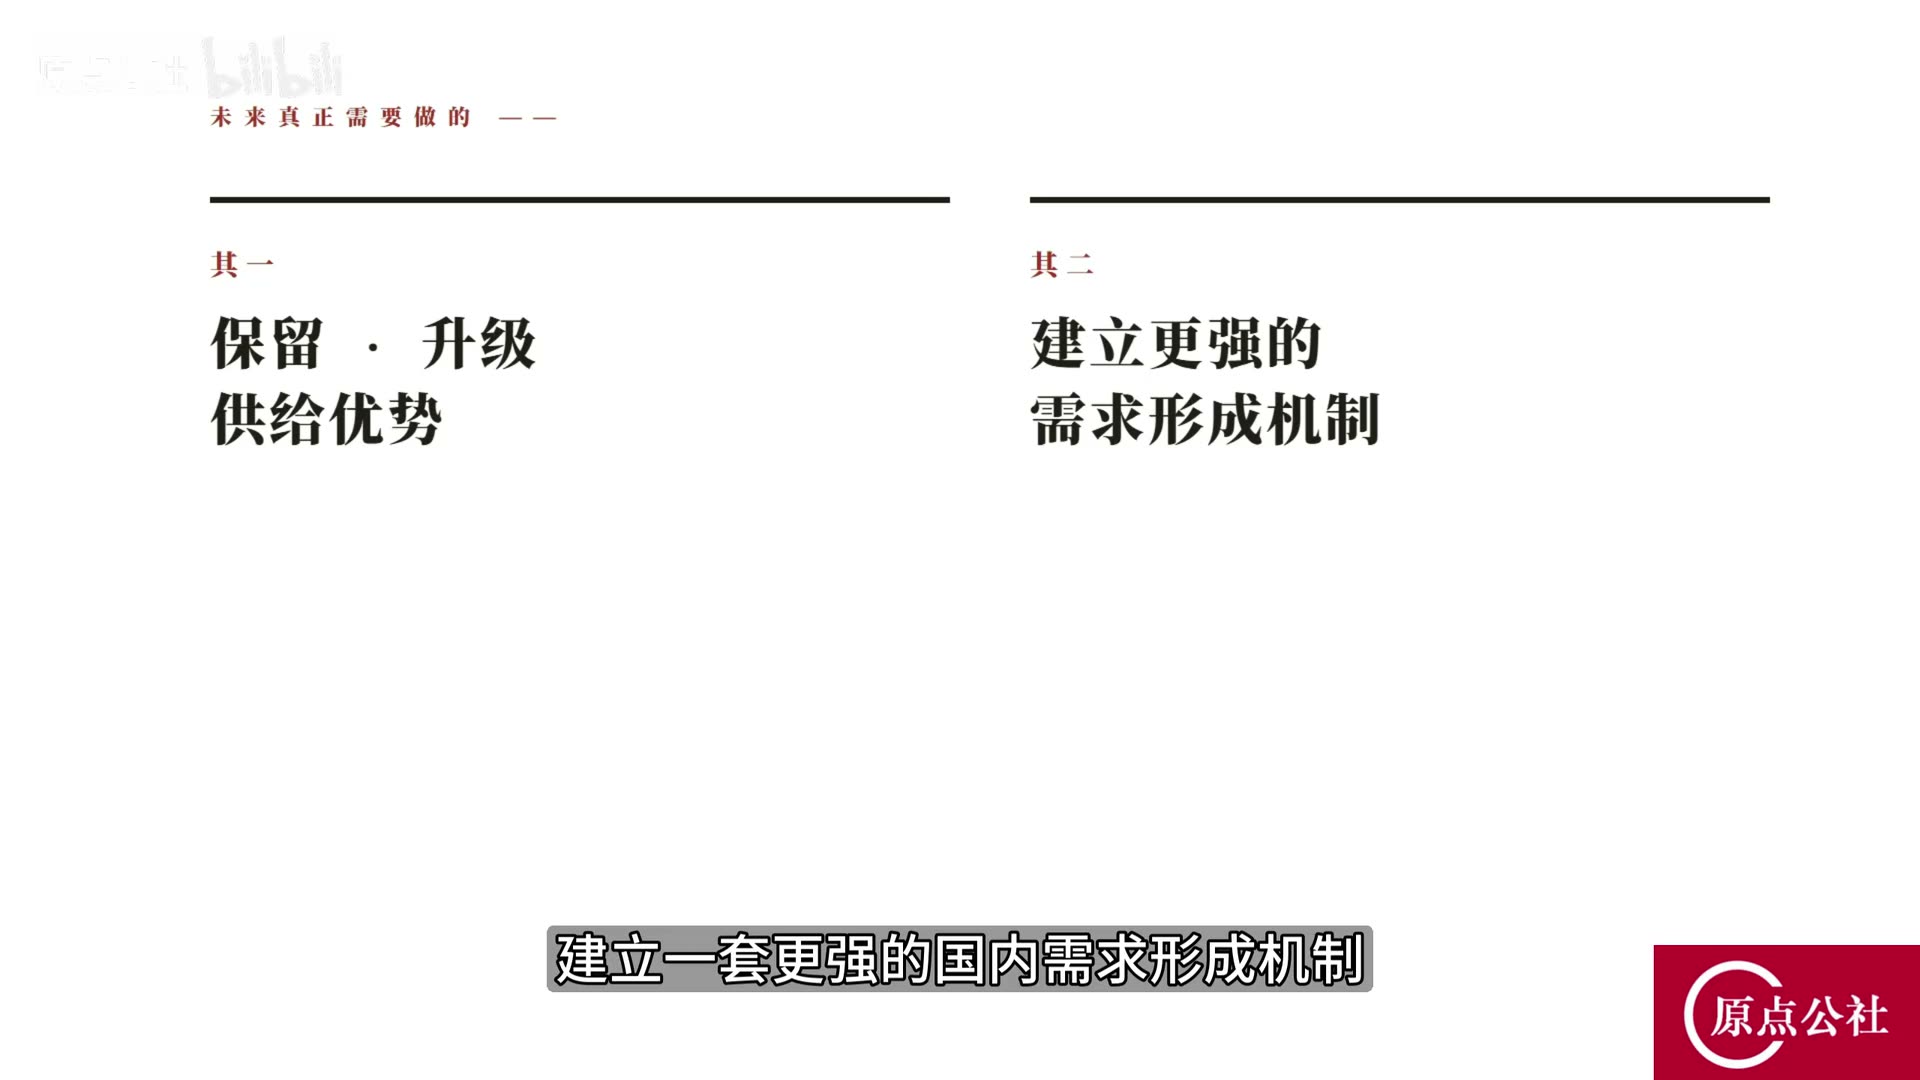 bilibili
未来真正需要做的 ——
其一
保留 · 升级
供给优势
其二
建立更强的
需求形成机制
建立一套更强的国内需求形成机制
原点公社